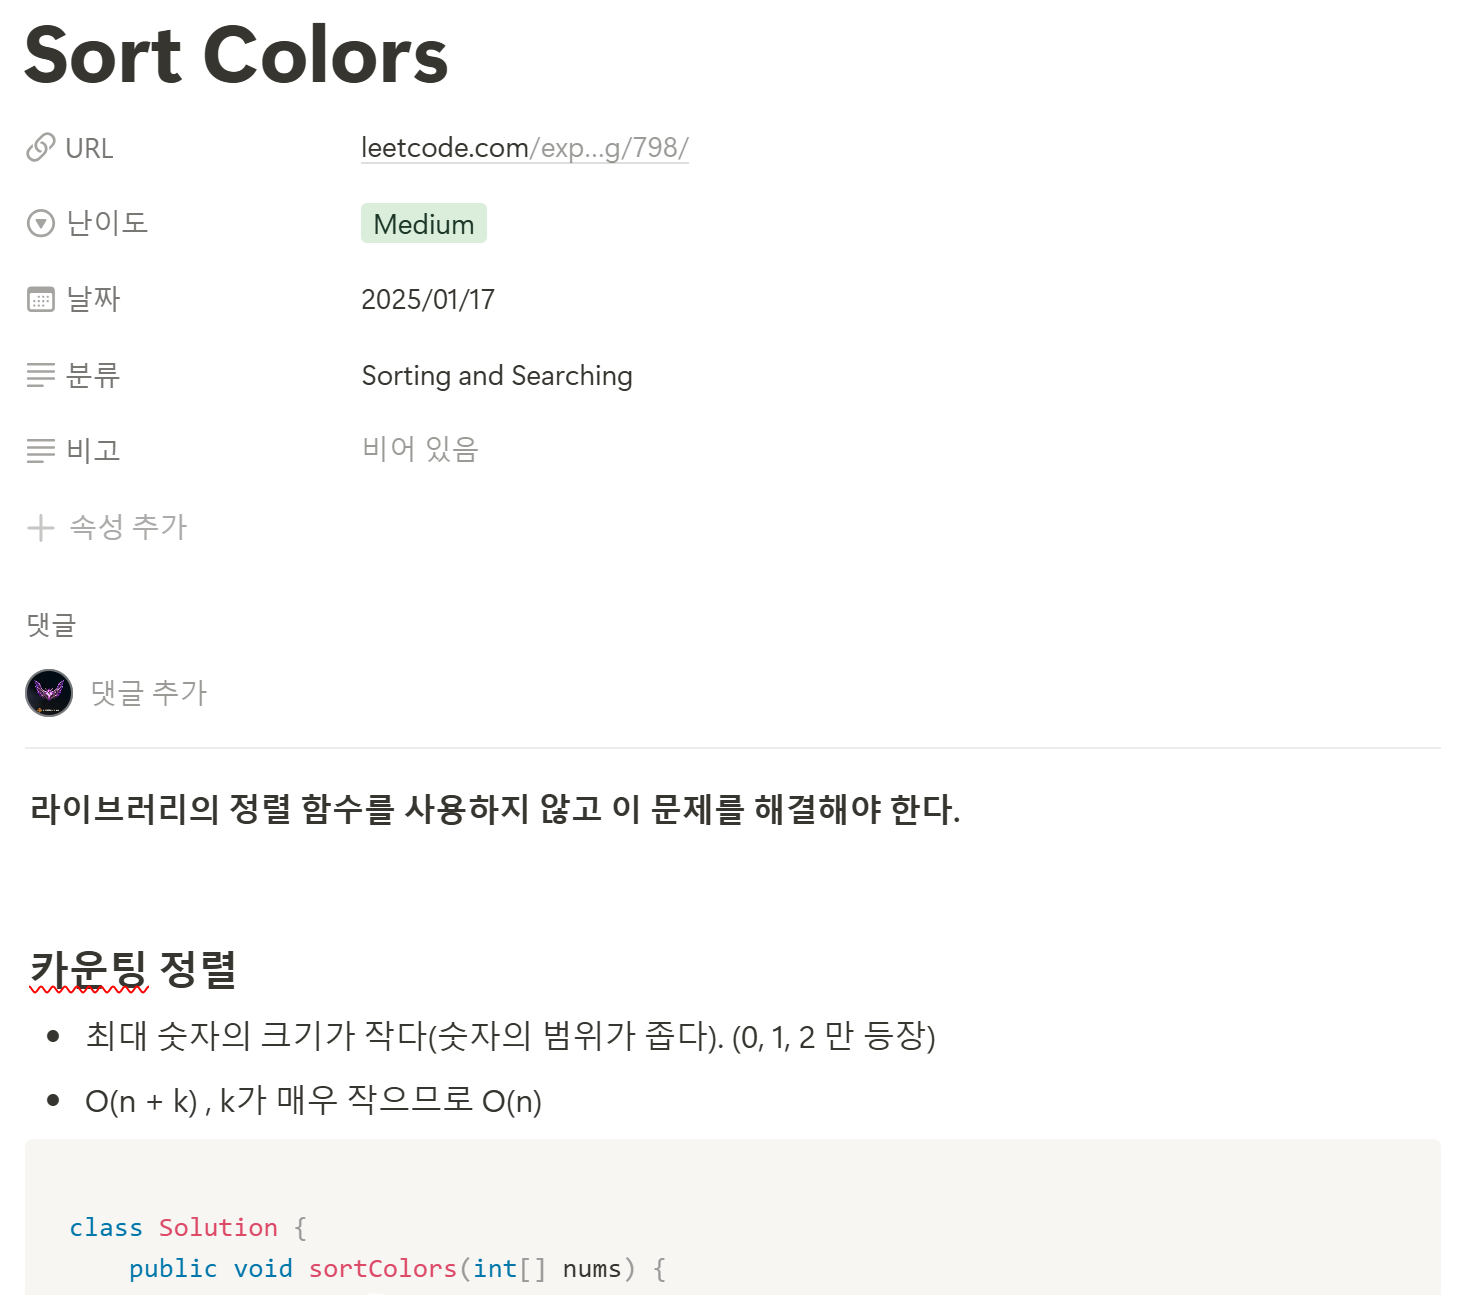 Sort Colors
URL leetcode.com/exp...g/798/
난이도 Medium
날짜 2025/01/17
분류 Sorting and Searching
비고 비어 있음
속성 추가
댓글
댓글 추가
라이브러리의 정렬 함수를 사용하지 않고 이 문제를 해결해야 한다.
카운팅 정렬
• 최대 숫자의 크기가 작다(숫자의 범위가 좁다). (0, 1, 2 만 등장)
• O(n + k) , k가 매우 작으므로 O(n)
class Solution {
    public void sortColors(int[] nums) {